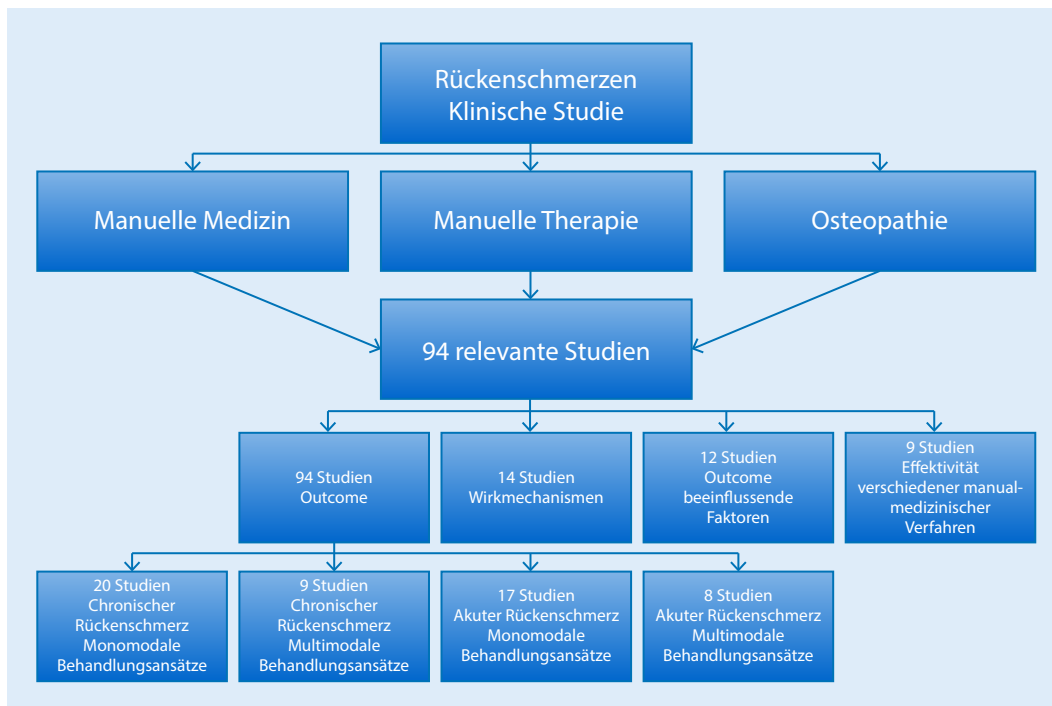 Rückenschmerzen
Klinische Studie
Manuelle Medizin
Manuelle Therapie
Osteopathie
94 relevante Studien
94 Studien
Outcome
14 Studien
Wirkmechanismen
12 Studien
Outcome
beeinflussende
Faktoren
9 Studien
Effektivität
verschiedener manual-
medizinischer
Verfahren
20 Studien
Chronischer
Rückenschmerz
Monomodale
Behandlungsansätze
9 Studien
Chronischer
Rückenschmerz
Multimodale
Behandlungsansätze
17 Studien
Akuter Rückenschmerz
Monomodale
Behandlungsansätze
8 Studien
Akuter Rückenschmerz
Multimodale
Behandlungsansätze